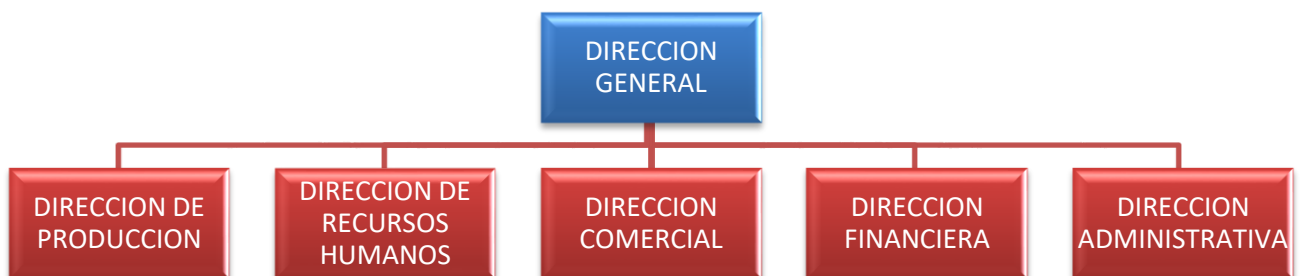 DIRECCION
GENERAL
DIRECCION DE
PRODUCCION
DIRECCION DE
RECURSOS
HUMANOS
DIRECCION
COMERCIAL
DIRECCION
FINANCIERA
DIRECCION
ADMINISTRATIVA